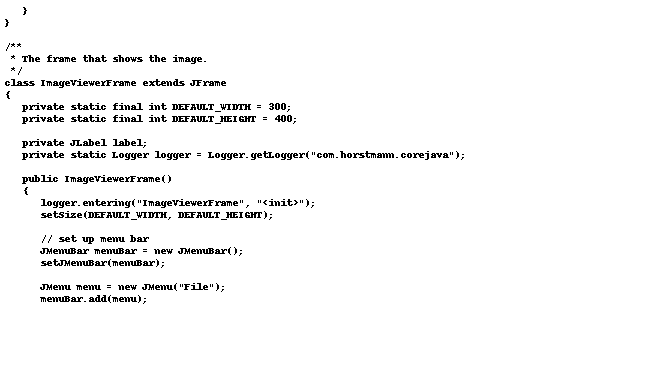 }
}

/**
 * The frame that shows the image.
 */
class ImageViewerFrame extends JFrame
{
   private static final int DEFAULT_WIDTH = 300;
   private static final int DEFAULT_HEIGHT = 400;

   private JLabel label;
   private static Logger logger = Logger.getLogger("com.horstmann.corejava");

   public ImageViewerFrame()
   {
      logger.entering("ImageViewerFrame", "<init>");
      setSize(DEFAULT_WIDTH, DEFAULT_HEIGHT);

      // set up menu bar
      JMenuBar menuBar = new JMenuBar();
      setJMenuBar(menuBar);

      JMenu menu = new JMenu("File");
      menuBar.add(menu);